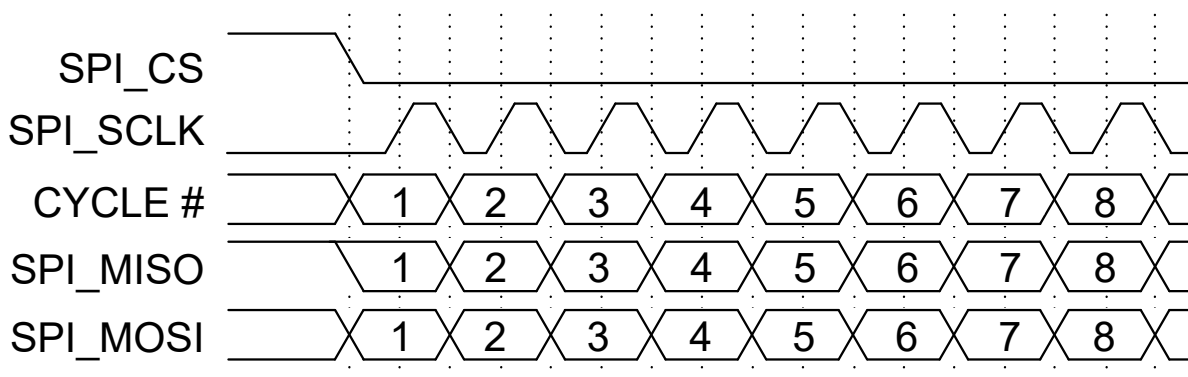 SPI_CS
SPI_SCLK
CYCLE # 1 2 3 4 5 6 7 8
SPI_MISO 1 2 3 4 5 6 7 8
SPI_MOSI 1 2 3 4 5 6 7 8